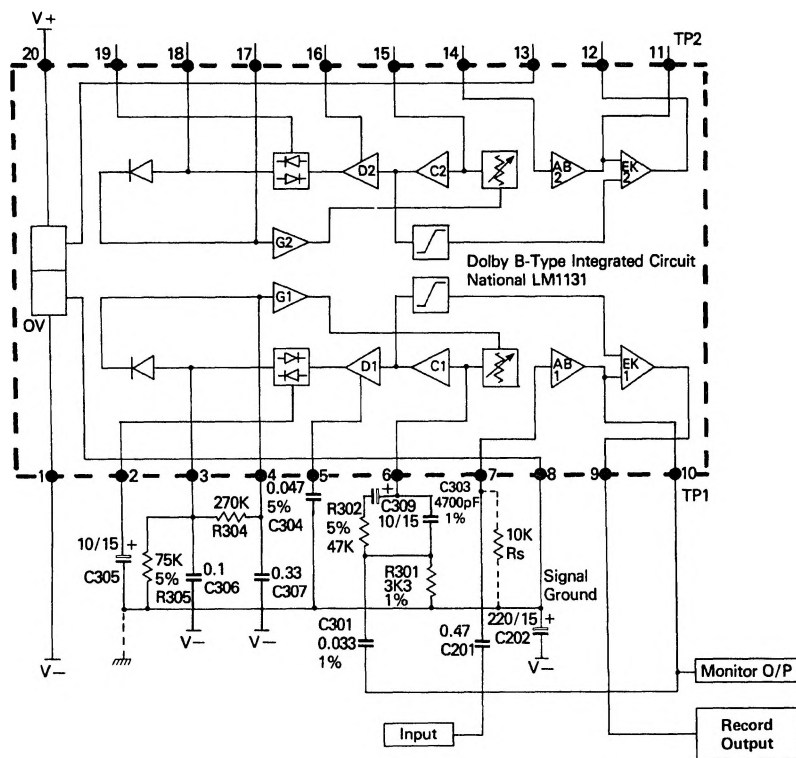 V+
20
19
18
17
16
15
14
13
12
11
TP2
D2
C2
AB
2
EK
2
G2
Dolby B-Type Integrated Circuit
National LM1131
G1
OV
D1
C1
AB
1
EK
1
1
2
3
4
5
6
7
8
9
10
TP1
0.047
5%
C304
270K
R304
R302
5%
47K
+
C309
10/15
C303
4700pF
1%
10K
Rs
10/15
+
C305
75K
5%
R305
0.1
C306
0.33
C307
R301
3K3
1%
Signal
Ground
C301
0.033
1%
0.47
C201
220/15
+
C202
V–
V–
V–
V–
Monitor O/P
Input
Record
Output